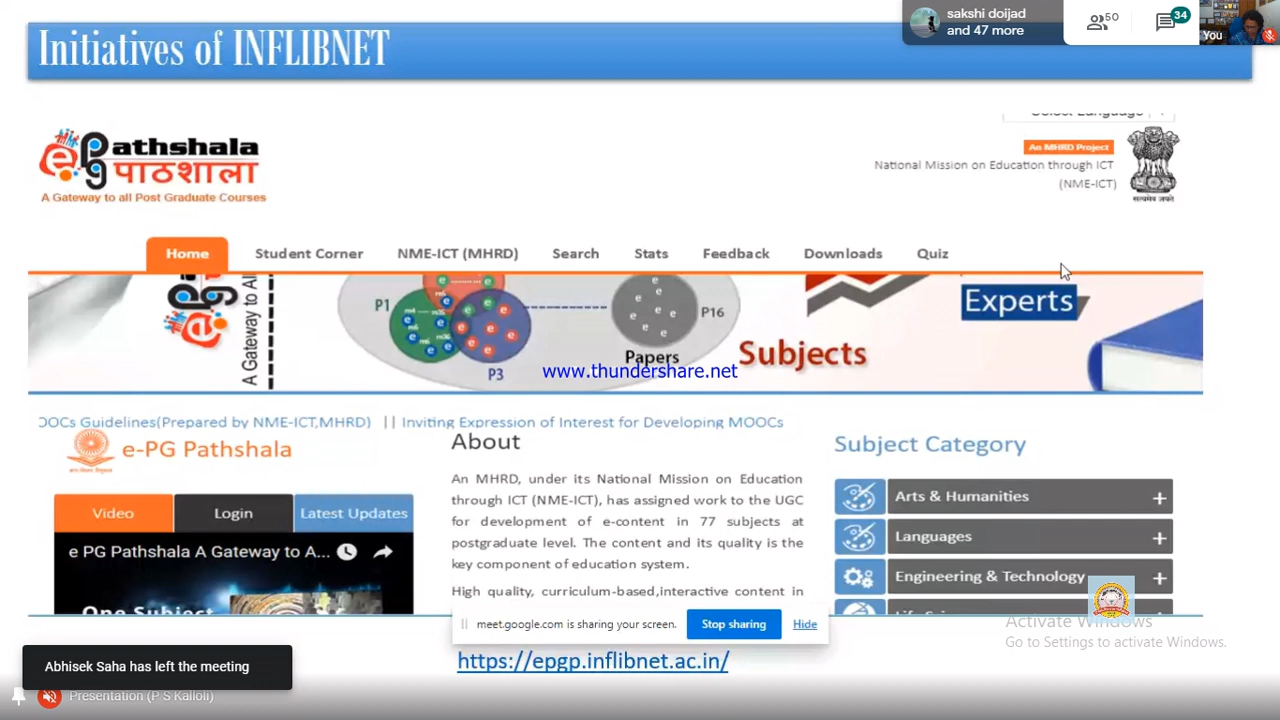 Initiatives of INFLIBNET
sakshi doijad
and 47 more
50
34
You
Pathshala
पाठशाला
A Gateway to all Post Graduate Courses
Select Language
An MHRD Project
National Mission on Education through ICT
(NME-ICT)
सत्यमेव जयते
Home
Student Corner
NME-ICT (MHRD)
Search
Stats
Feedback
Downloads
Quiz
A Gateway to All
P1
P3
P16
Papers
Subjects
Experts
www.thundershare.net
OOCs Guidelines(Prepared by NME-ICT,MHRD) || Inviting Expression of Interest for Developing MOOCs
e-PG Pathshala
Video
Login
Latest Updates
e PG Pathshala A Gateway to A...
One Subject
About
An MHRD, under its National Mission on Education
through ICT (NME-ICT), has assigned work to the UGC
for development of e-content in 77 subjects at
postgraduate level. The content and its quality is the
key component of education system.
High quality, curriculum-based,interactive content in
Subject Category
Arts & Humanities
Languages
Engineering & Technology
meet.google.com is sharing your screen.
Stop sharing
Hide
https://epgp.inflibnet.ac.in/
Activate Windows
Go to Settings to activate Windows.
Abhisek Saha has left the meeting
Presentation (P S Kalloli)